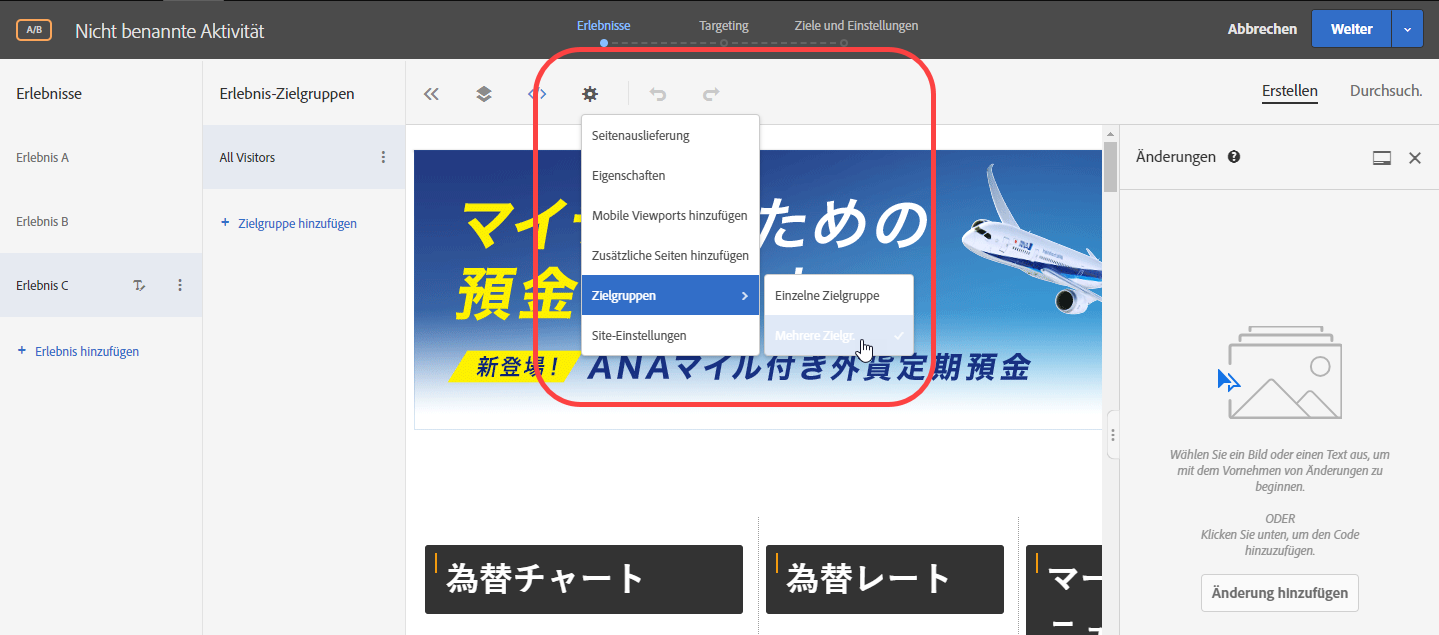 A/B
Nicht benannte Aktivität
Erlebnisse
Targeting
Ziele und Einstellungen
Abbrechen
Weiter
Erlebnisse
Erlebnis A
Erlebnis B
Erlebnis C
+ Erlebnis hinzufügen
Erlebnis-Zielgruppen
All Visitors
+ Zielgruppe hinzufügen
Erstellen
Durchsuch.
Seitenauslieferung
Eigenschaften
Mobile Viewports hinzufügen
Zusätzliche Seiten hinzufügen
Zielgruppen
Site-Einstellungen
Einzelne Zielgruppe
Mehrere Zielgr.
マイ ための
預金
新登場!
ANAマイル付き外貨定期預金
為替チャート
為替レート
マー
Änderungen
Wählen Sie ein Bild oder einen Text aus, um
mit dem Vornehmen von Änderungen zu
beginnen.
ODER
Klicken Sie unten, um den Code
hinzuzufügen.
Änderung hinzufügen